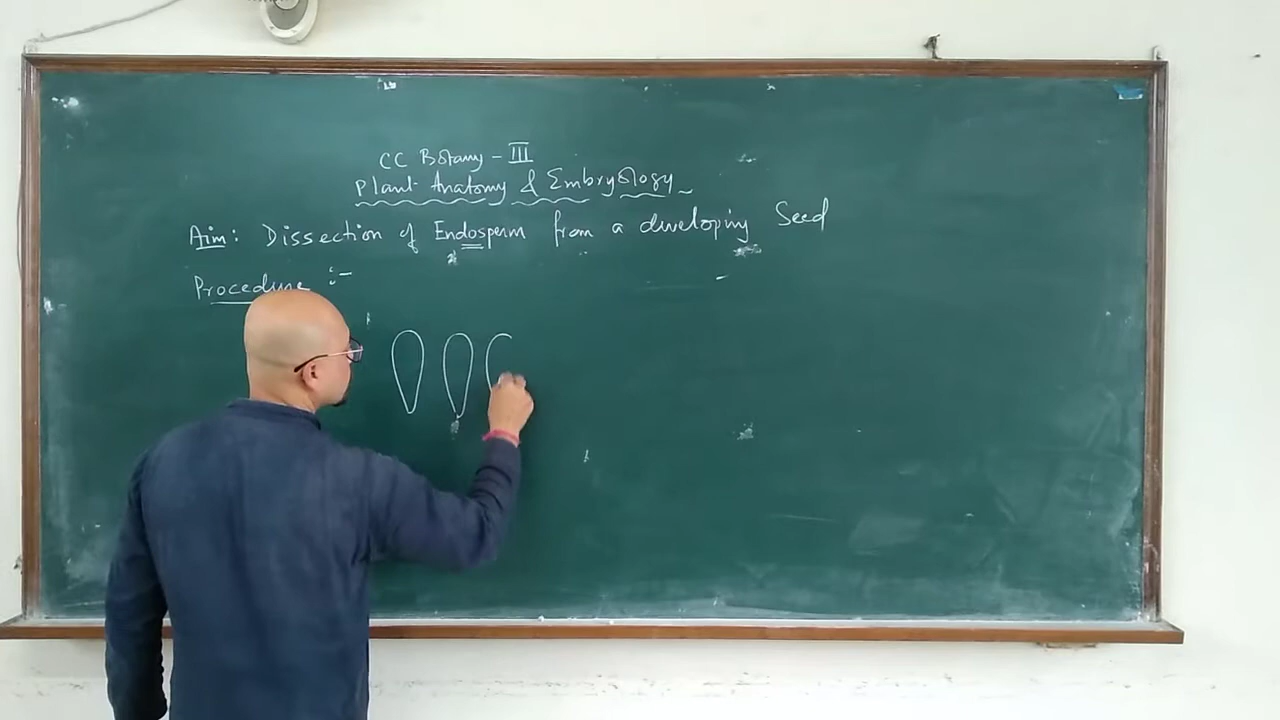 CC Botany - III
Plant Anatomy & Embryology
Aim: Dissection of Endosperm from a developing Seed
Procedure :-